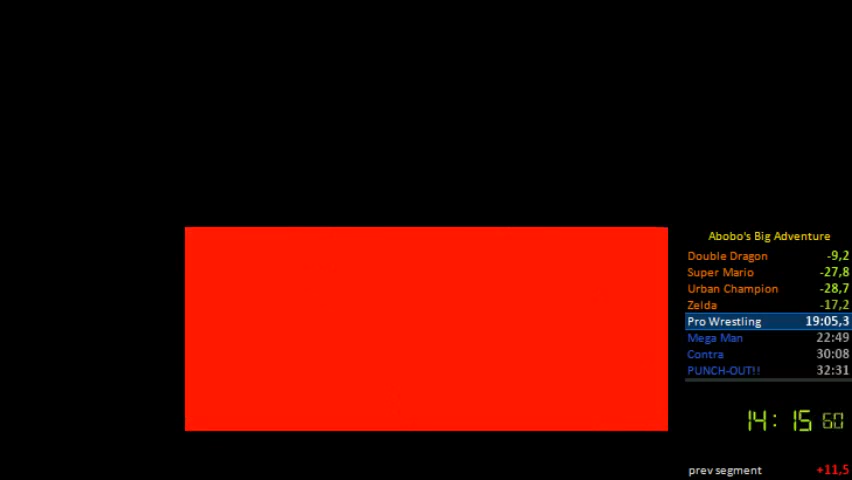 Abobo's Big Adventure
Double Dragon -9,2
Super Mario -27,8
Urban Champion -28,7
Zelda -17,2
Pro Wrestling 19:05,3
Mega Man 22:49
Contra 30:08
PUNCH-OUT!! 32:31
14:15 60
prev segment +11,5